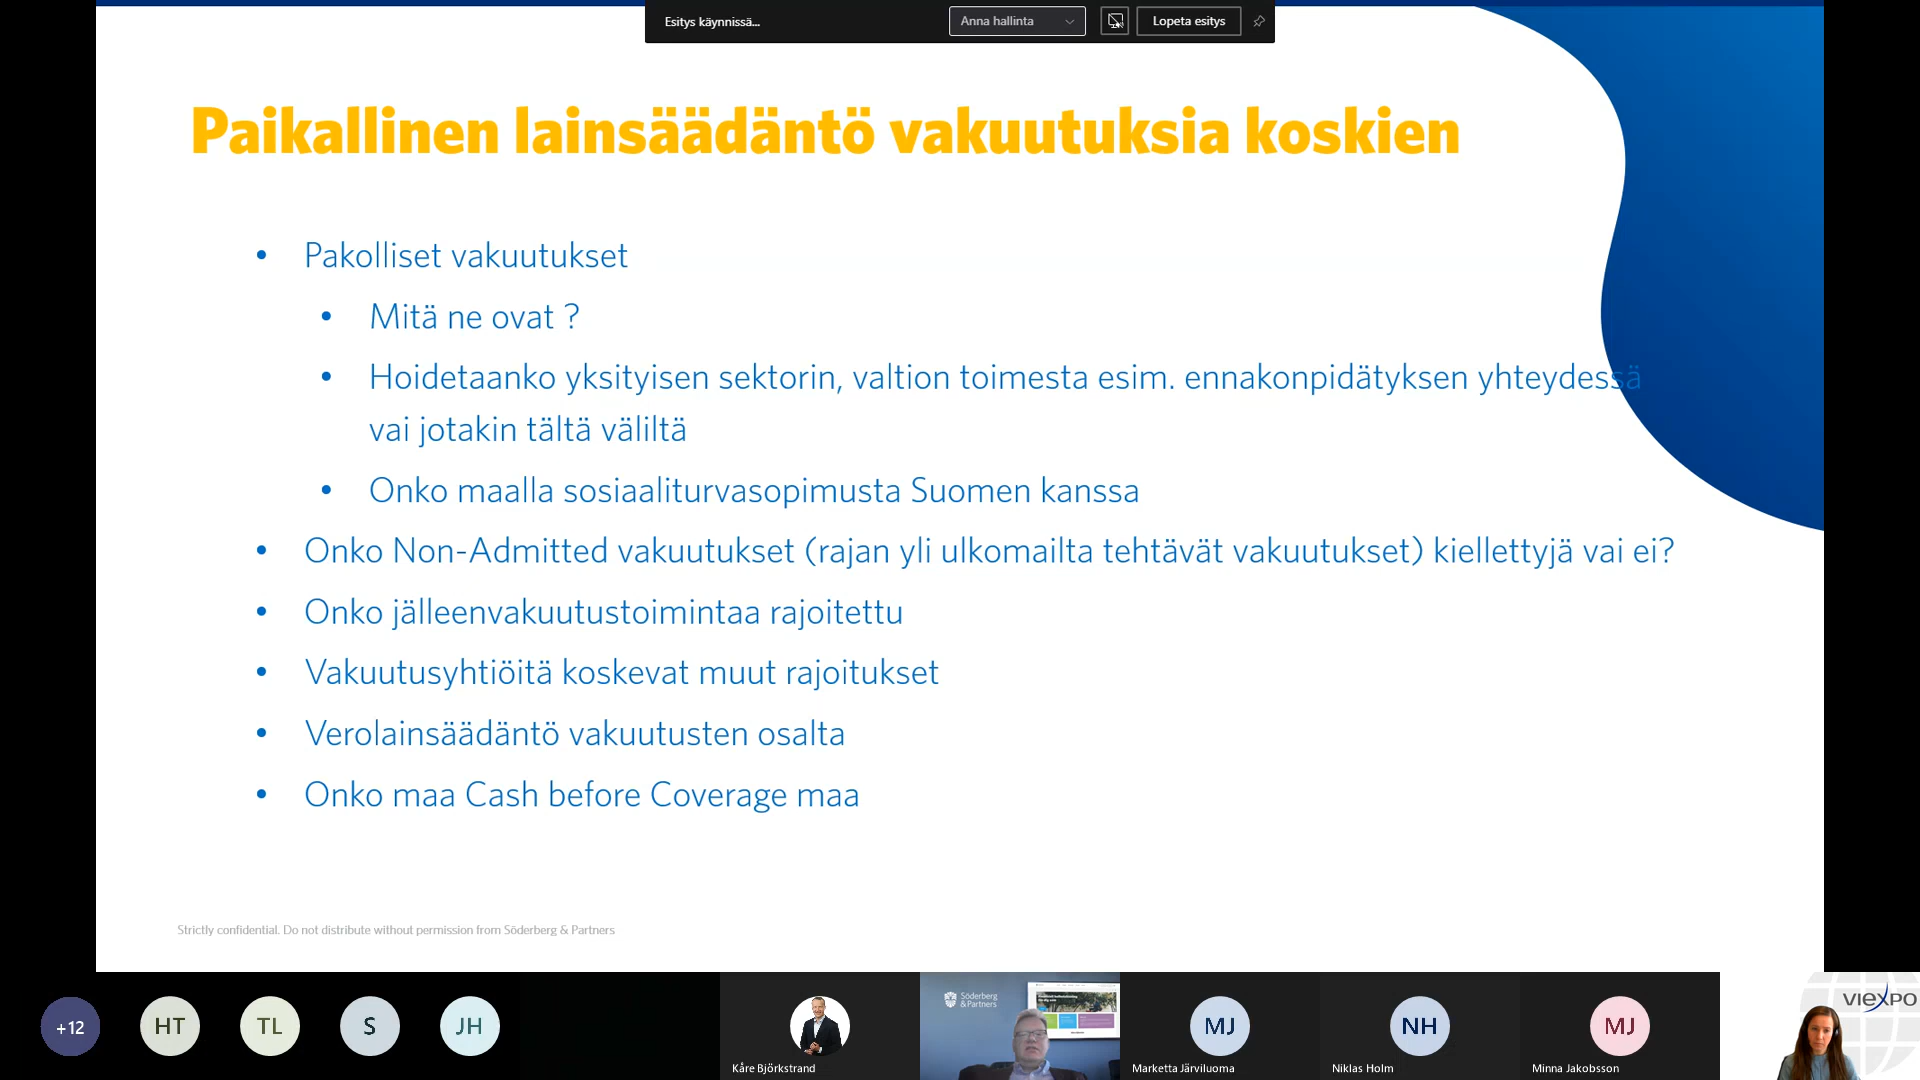 Esitys käynnissä...
Anna hallinta
Lopeta esitys
Paikallinen lainsäädäntö vakuutuksia koskien
• Pakolliset vakuutukset
• Mitä ne ovat ?
• Hoidetaanko yksityisen sektorin, valtion toimesta esim. ennakonpidätyksen yhteydessä
vai jotakin tältä väliltä
• Onko maalla sosiaaliturvasopimusta Suomen kanssa
• Onko Non-Admitted vakuutukset (rajan yli ulkomailta tehtävät vakuutukset) kiellettyjä vai ei?
• Onko jälleenvakuutustoimintaa rajoitettu
• Vakuutusyhtiöitä koskevat muut rajoitukset
• Verolainsäädäntö vakuutusten osalta
• Onko maa Cash before Coverage maa
Strictly confidential. Do not distribute without permission from Söderberg & Partners
+12
HT
TL
S
JH
Kåre Björkstrand
Söderberg
& Partners
MJ
Marketta Järviluoma
NH
Niklas Holm
MJ
Minna Jakobsson
VIEXPO